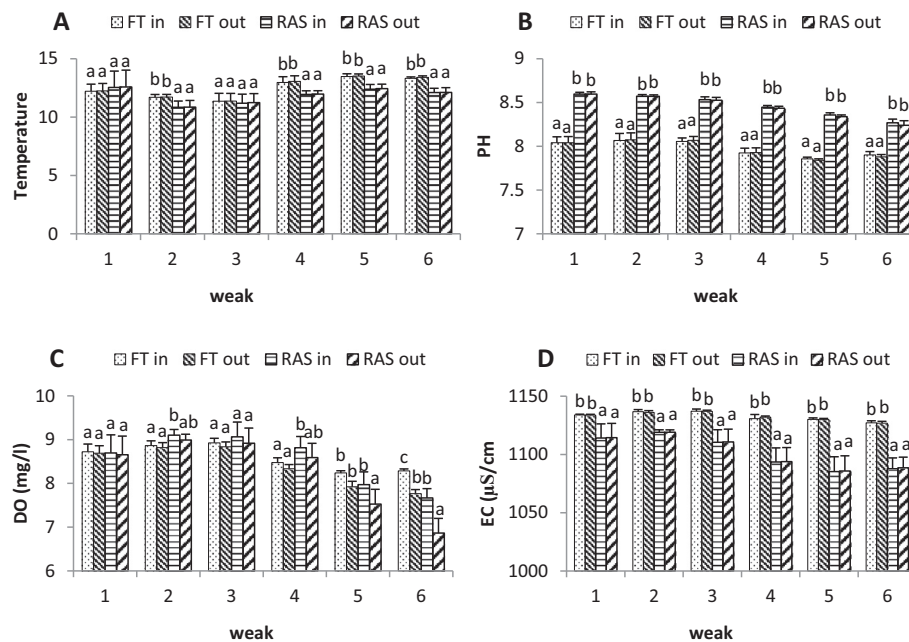 A
FT in FT out RAS in RAS out
15
10
5
0
Temperature
a a a a b b a a a a a a b b a a b b a a b b a a
1 2 3 4 5 6
weak
B
FT in FT out RAS in RAS out
9
8.5
8
7.5
7
PH
a a b b a a b b a a b b a a b b a a b b a a b b
1 2 3 4 5 6
weak
C
FT in FT out RAS in RAS out
10
9
8
7
6
DO (mg/l)
a a a a a a b ab a a a a a a b ab b b b a c b b a
1 2 3 4 5 6
weak
D
FT in FT out RAS in RAS out
1150
1100
1050
1000
EC (µS/cm
b b a a b b a a b b a a b b a a b b a a b b a a
1 2 3 4 5 6
weak